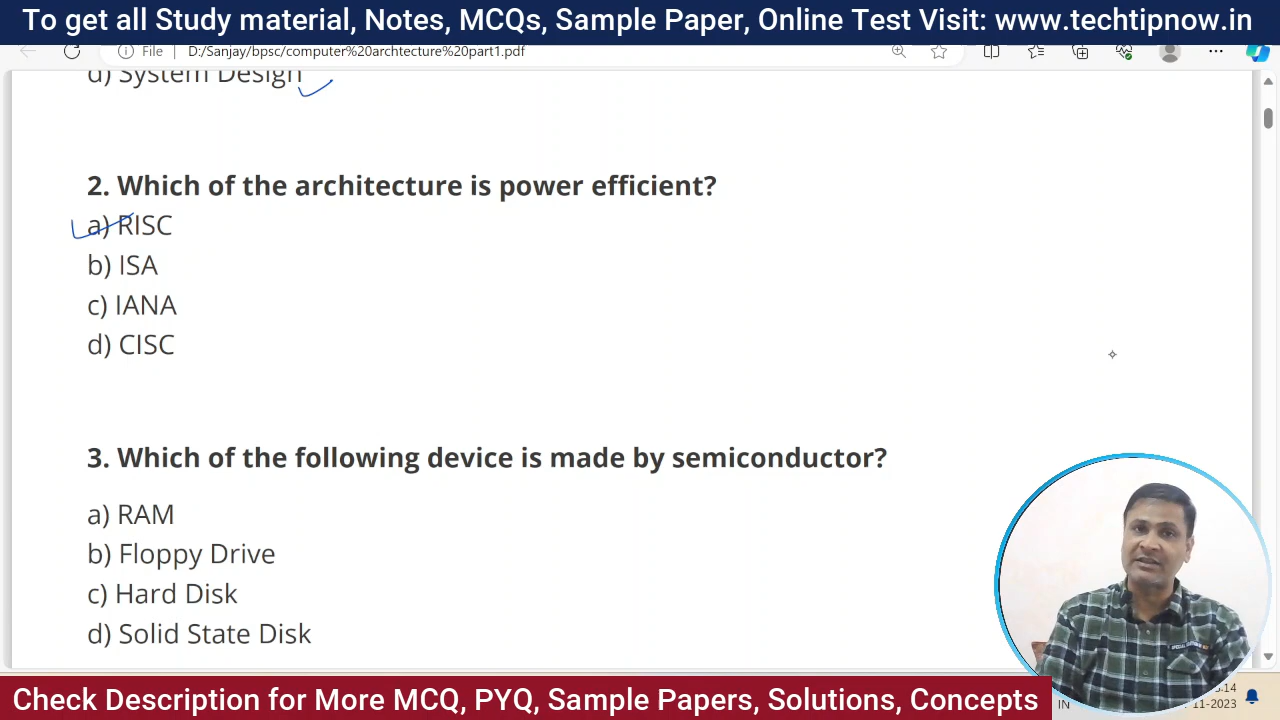 To get all Study material, Notes, MCQs, Sample Paper, Online Test Visit: www.techtipnow.in
File D:/Sanjay/bpsc/computer%20archtecture%20part1.pdf
d) System Design
2. Which of the architecture is power efficient?
a) RISC
b) ISA
c) IANA
d) CISC
3. Which of the following device is made by semiconductor?
a) RAM
b) Floppy Drive
c) Hard Disk
d) Solid State Disk
Check Description for More MCQ, PYQ, Sample Papers, Solutions, Concepts
IN
11-2023